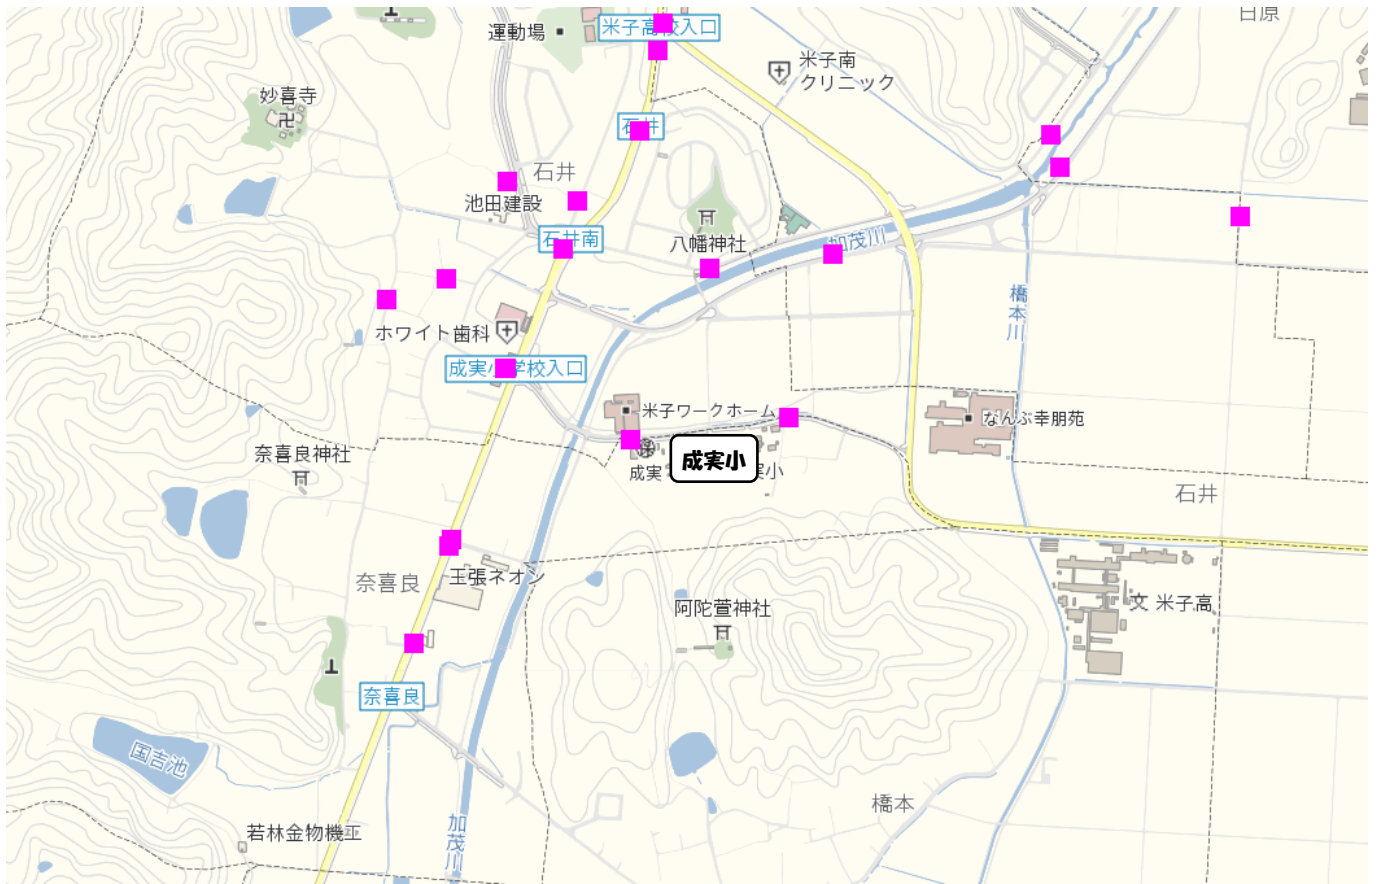 日原
運動場
米子高校入口
米子南
クリニック
妙喜寺
石井
石井
池田建設
八幡神社
石井南
加茂川
橋本川
ホワイト歯科
成実小学校入口
米子ワークホーム
なんぶ幸朋苑
奈喜良神社
成実小
成実
実小
石井
玉張ネオン
奈喜良
阿陀萱神社
文 米子高
奈喜良
国吉池
橋本
若林金物機工
加茂川